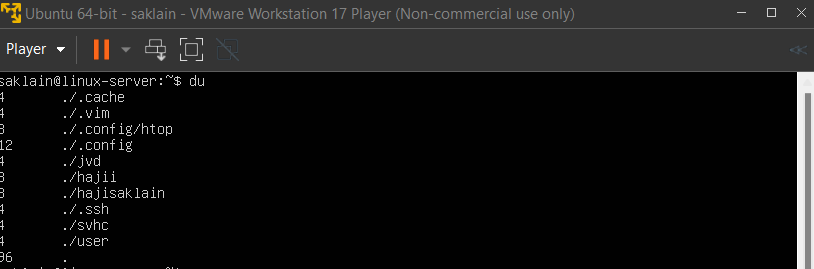 Ubuntu 64-bit - saklain - VMware Workstation 17 Player (Non-commercial use only)
Player
saklain@linux-server:~$ du
4 ./.cache
4 ./.vim
8 ./.config/htop
12 ./.config
4 ./jvd
8 ./hajii
8 ./hajisaklain
4 ./.ssh
4 ./svhc
4 ./user
96 .